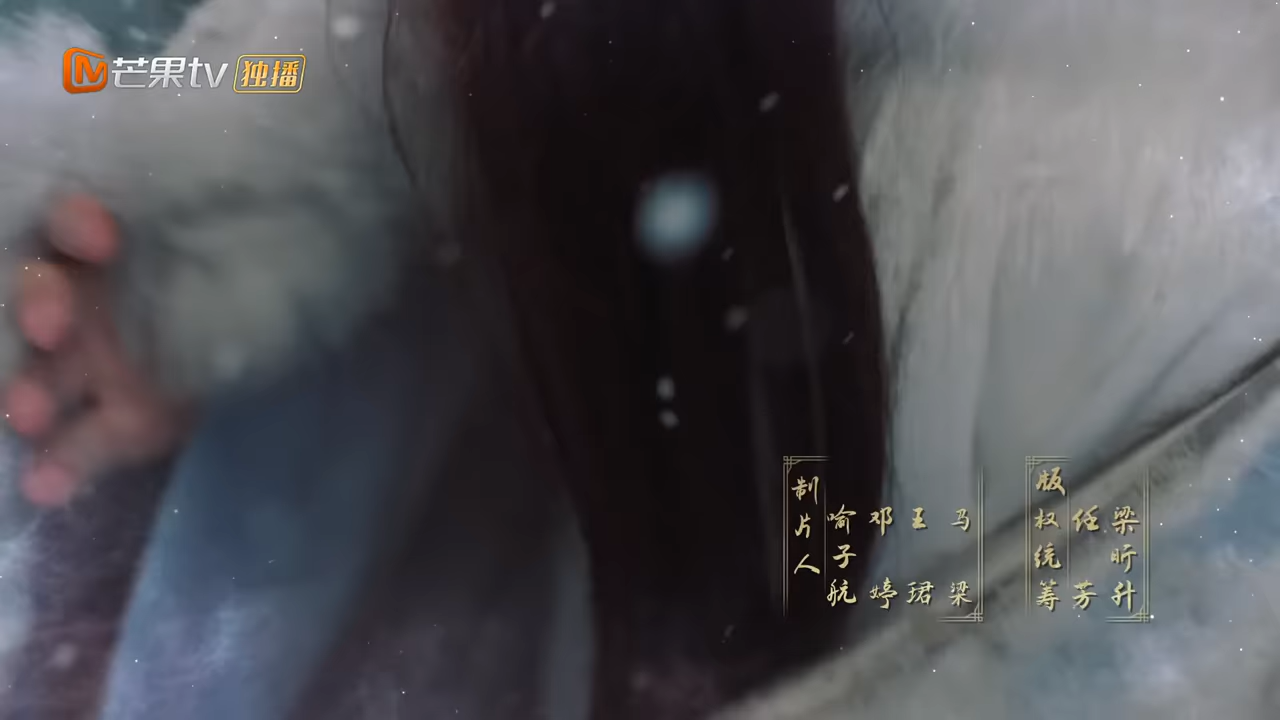 芒果tv 独播
制片人
喻子航
邓婷
王珺
马梁
版权统筹
任芳
梁昕升